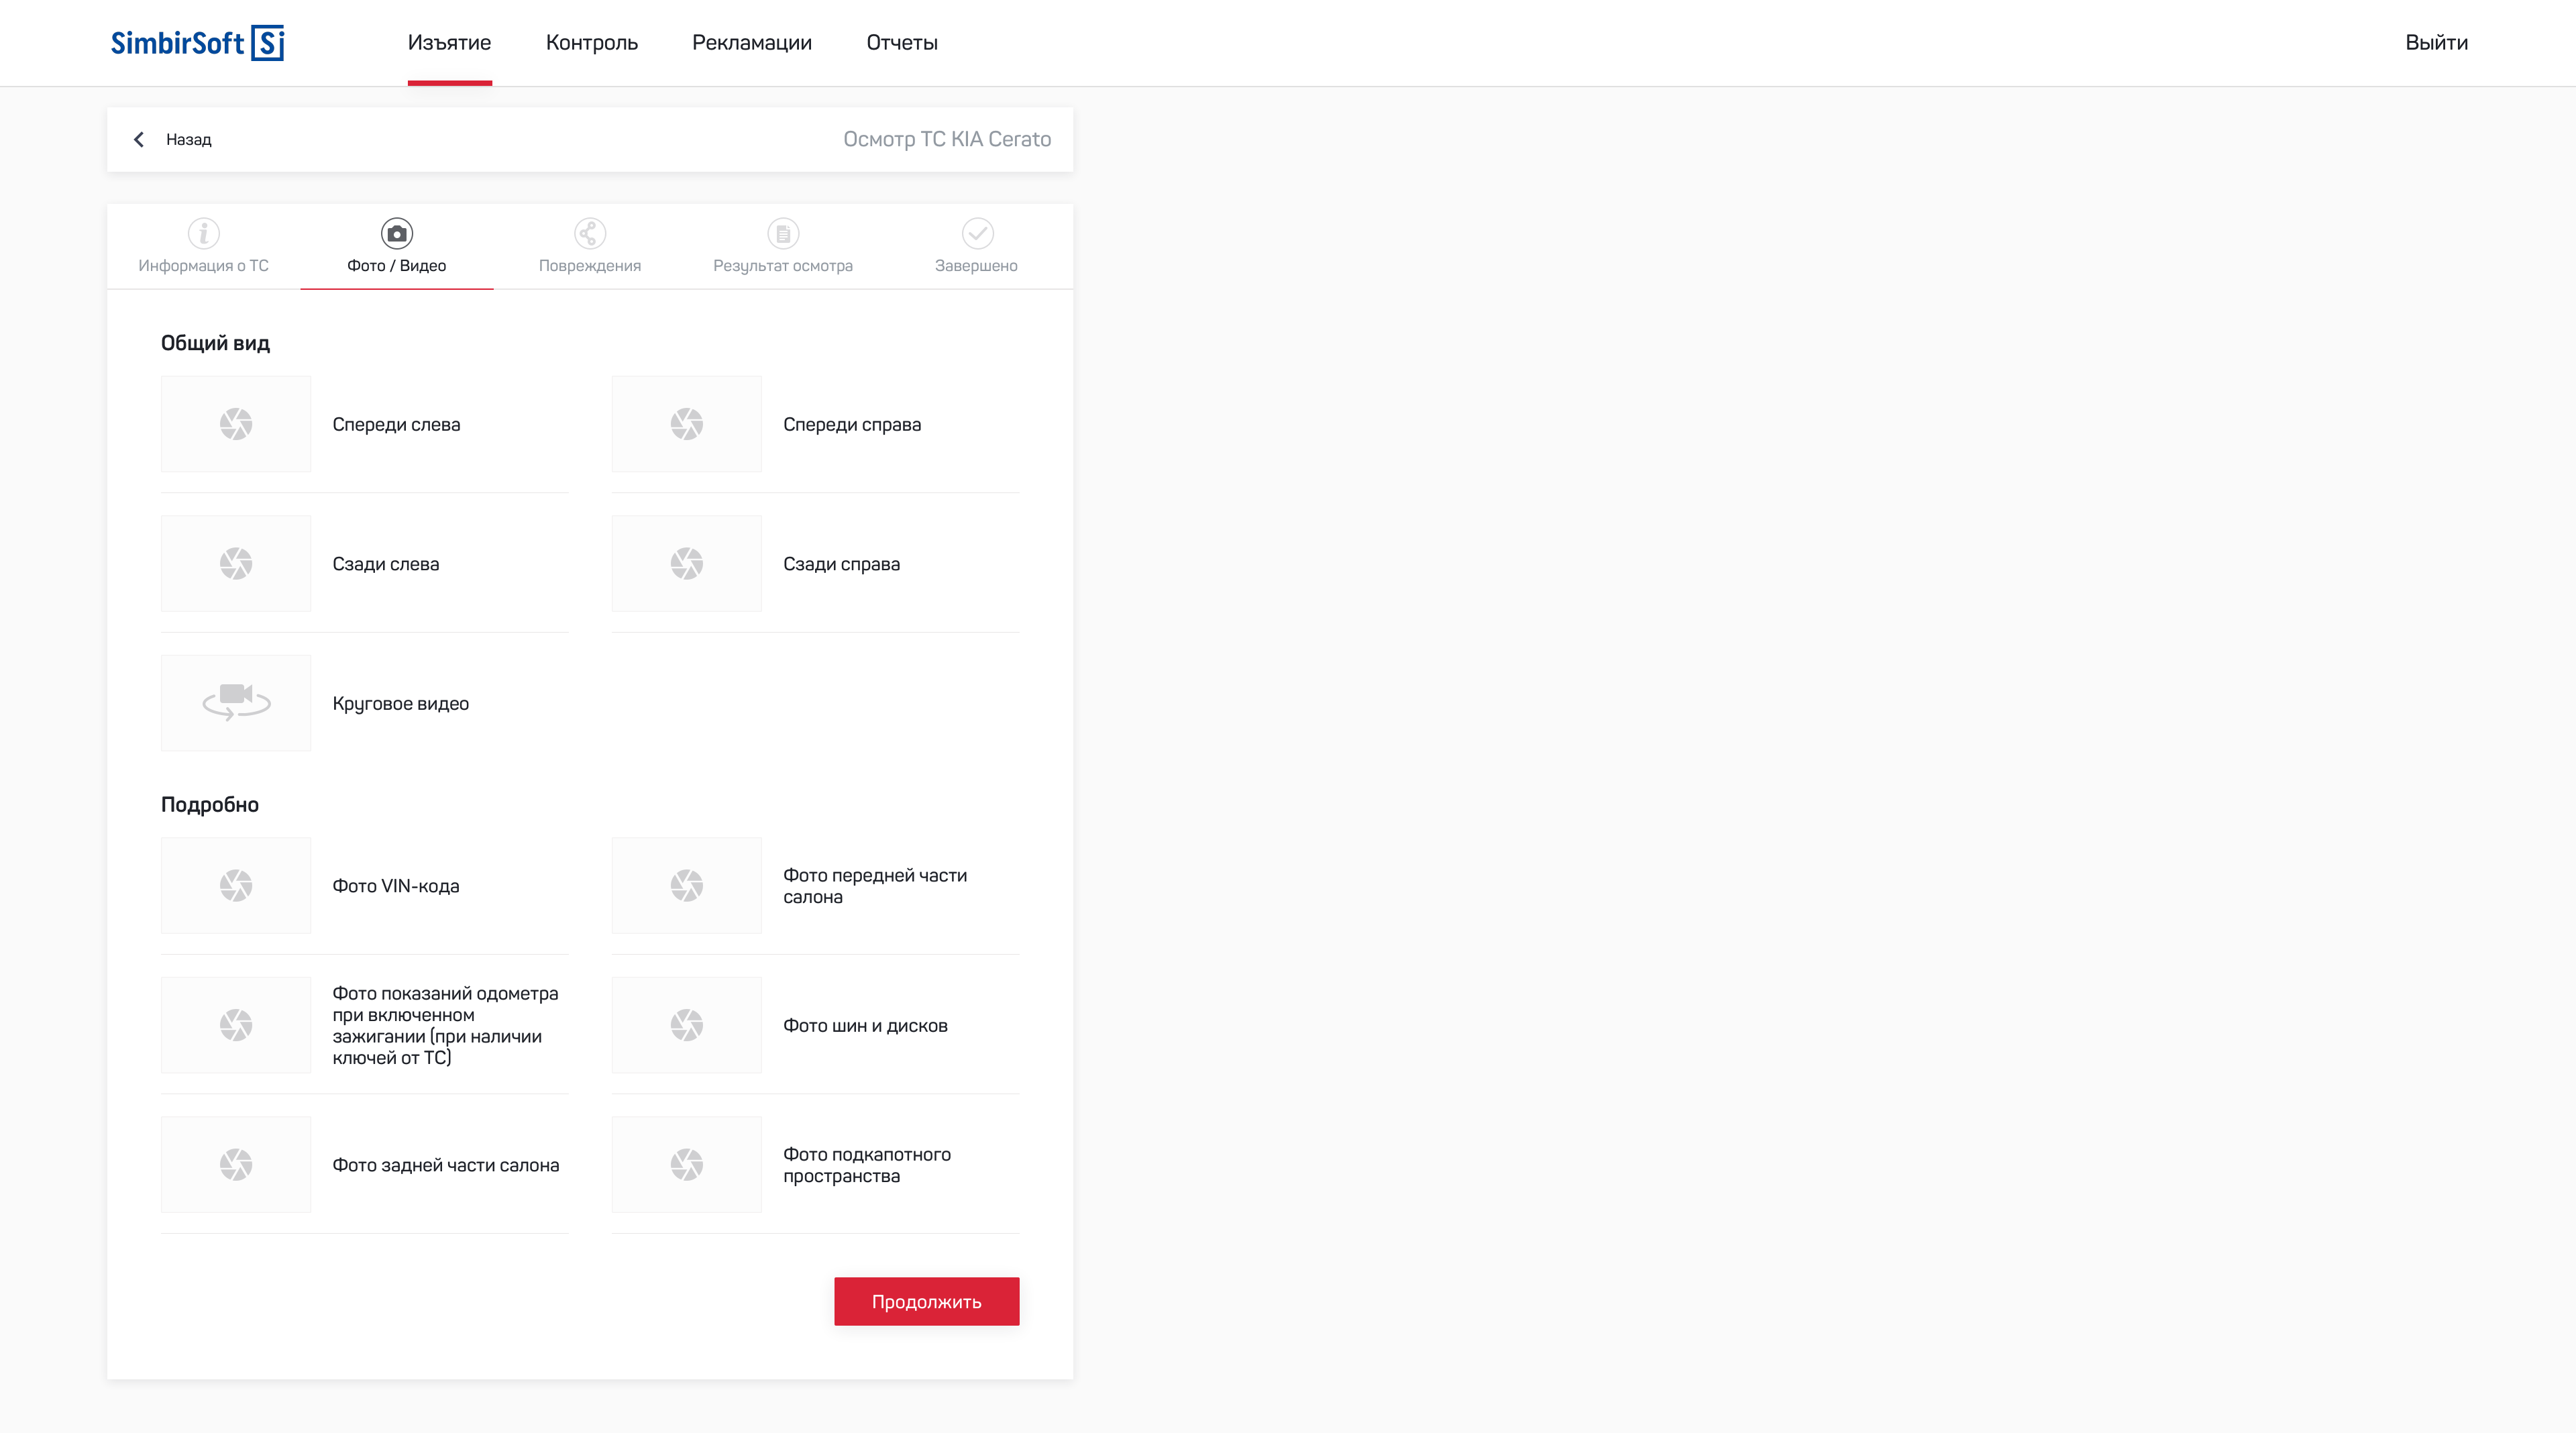 SimbirSoft Si
Изъятие
Контроль
Рекламации
Отчеты
Выйти
Назад
Осмотр ТС KIA Cerato
Информация о ТС
Фото / Видео
Повреждения
Результат осмотра
Завершено
Общий вид
Спереди слева
Спереди справа
Сзади слева
Сзади справа
Круговое видео
Подробно
Фото VIN-кода
Фото передней части
салона
Фото показаний одометра
при включенном
зажигании (при наличии
ключей от ТС)
Фото шин и дисков
Фото задней части салона
Фото подкапотного
пространства
Продолжить